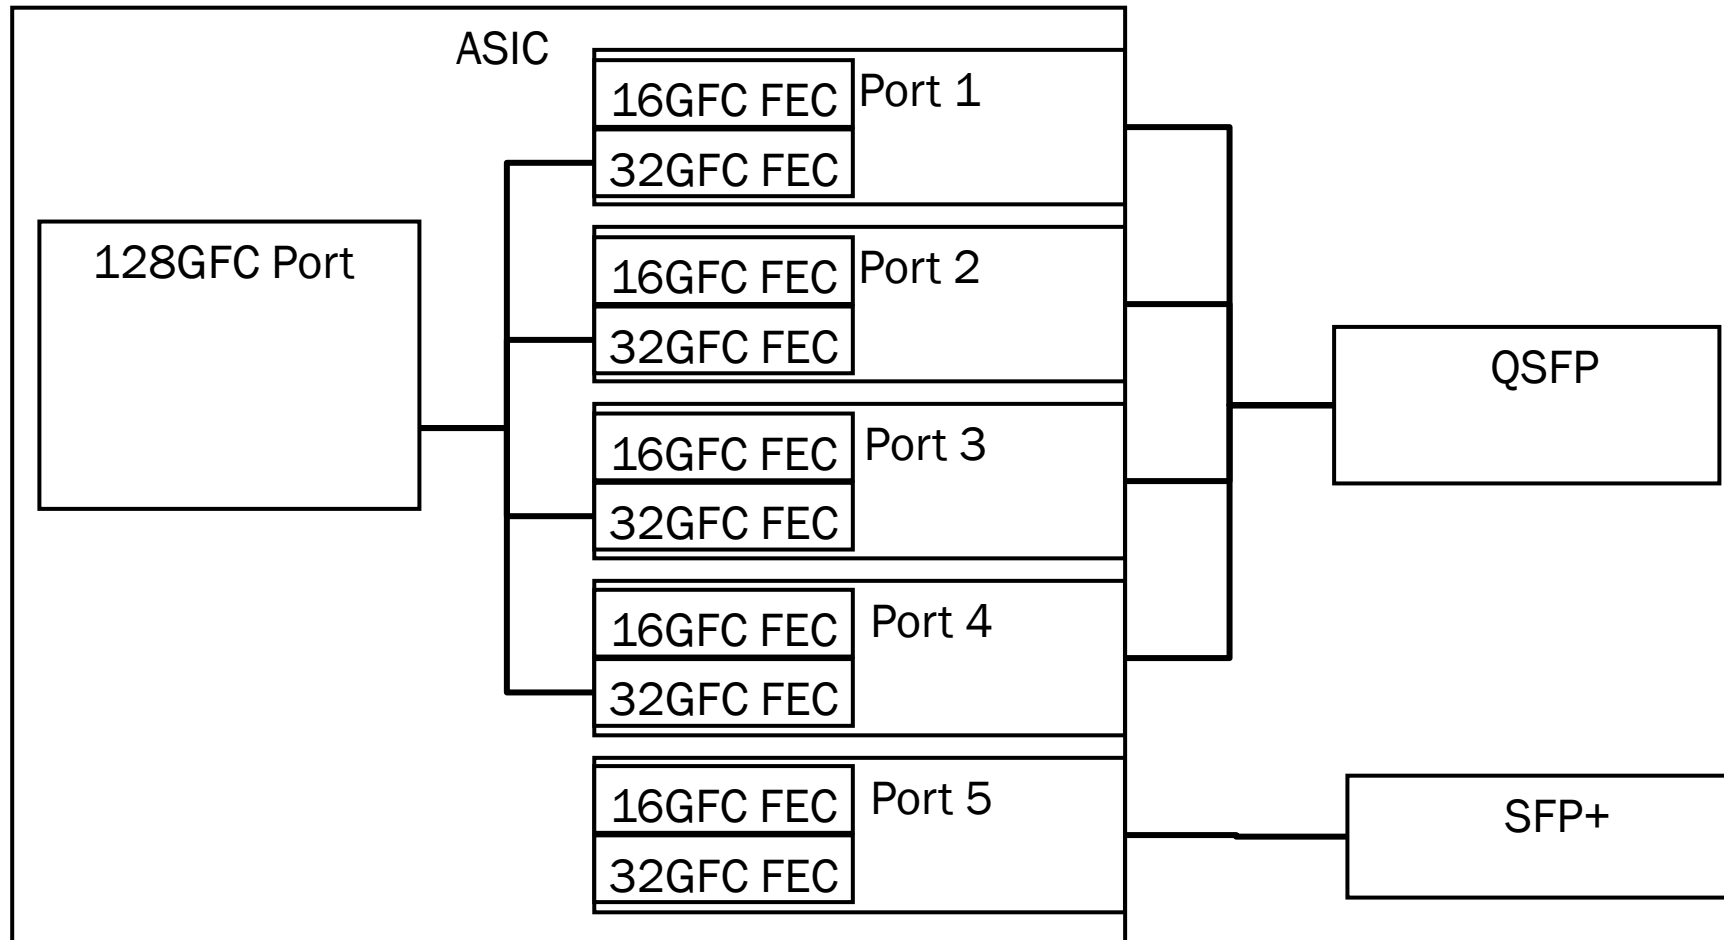 ASIC
16GFC FEC
Port 1
32GFC FEC
128GFC Port
16GFC FEC
Port 2
32GFC FEC
QSFP
16GFC FEC
Port 3
32GFC FEC
16GFC FEC
Port 4
32GFC FEC
16GFC FEC
Port 5
32GFC FEC
SFP+